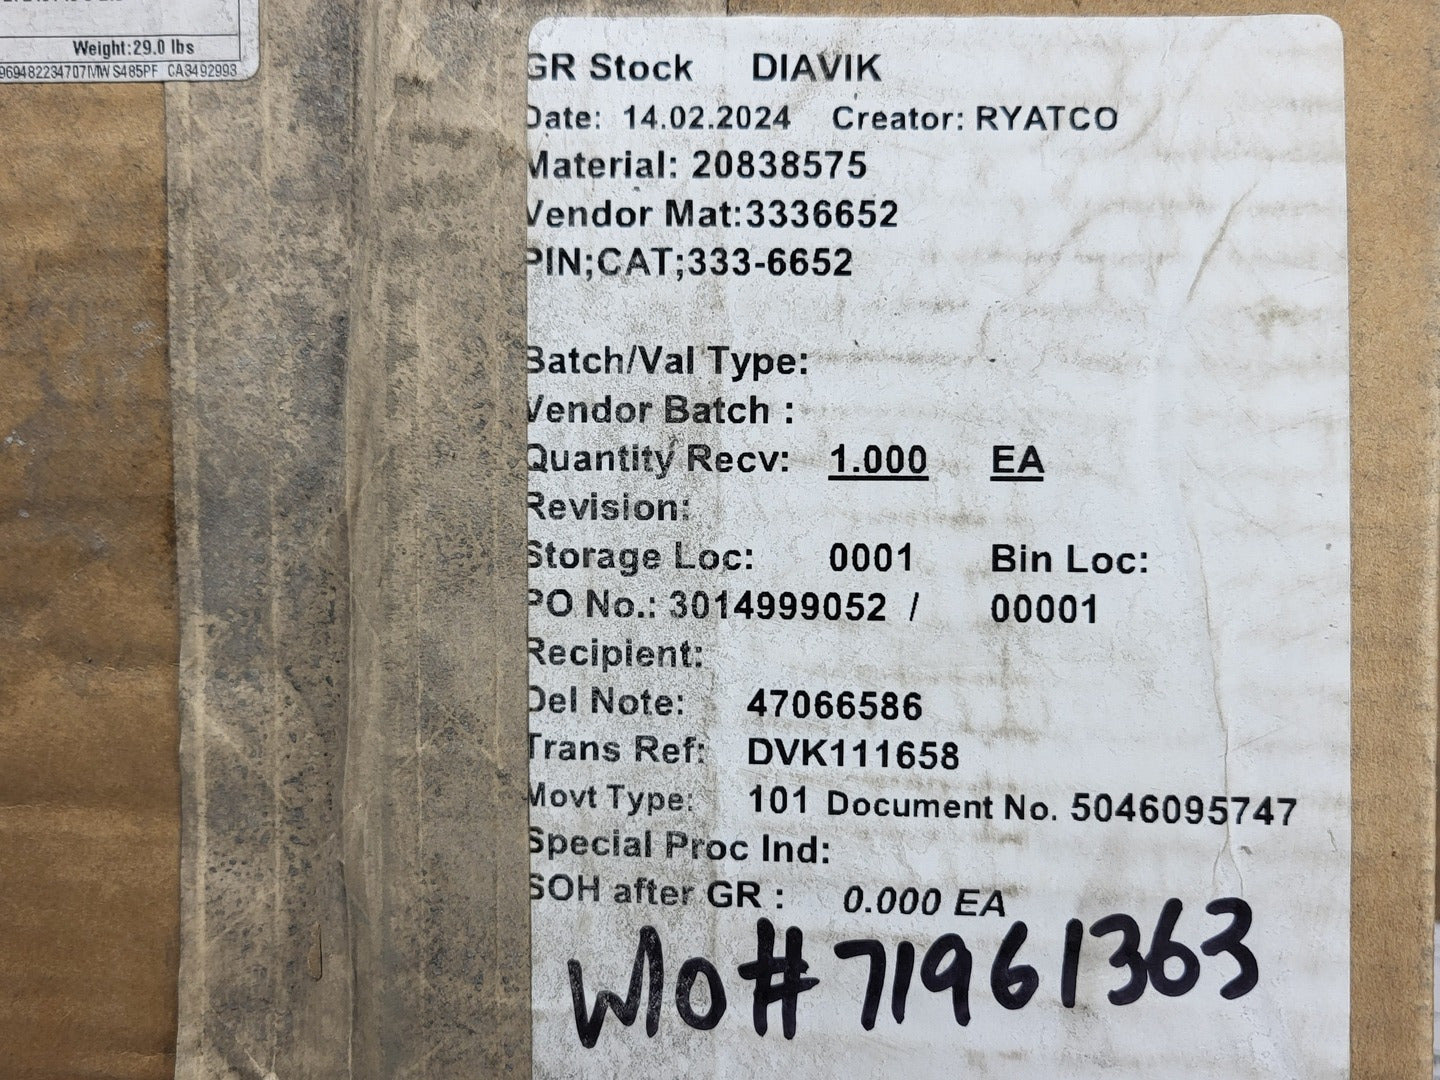 Weight:29.0 lbs
969482234707MW S485PF CA3492993
GR Stock DIAVIK
Date: 14.02.2024 Creator: RYATCO
Material: 20838575
Vendor Mat:3336652
PIN;CAT;333-6652
Batch/Val Type:
Vendor Batch :
Quantity Recv: 1.000 EA
Revision:
Storage Loc: 0001 Bin Loc:
PO No.: 3014999052 / 00001
Recipient:
Del Note: 47066586
Trans Ref: DVK111658
Movt Type: 101 Document No. 5046095747
Special Proc Ind:
SOH after GR : 0.000 EA
W/O # 71961363